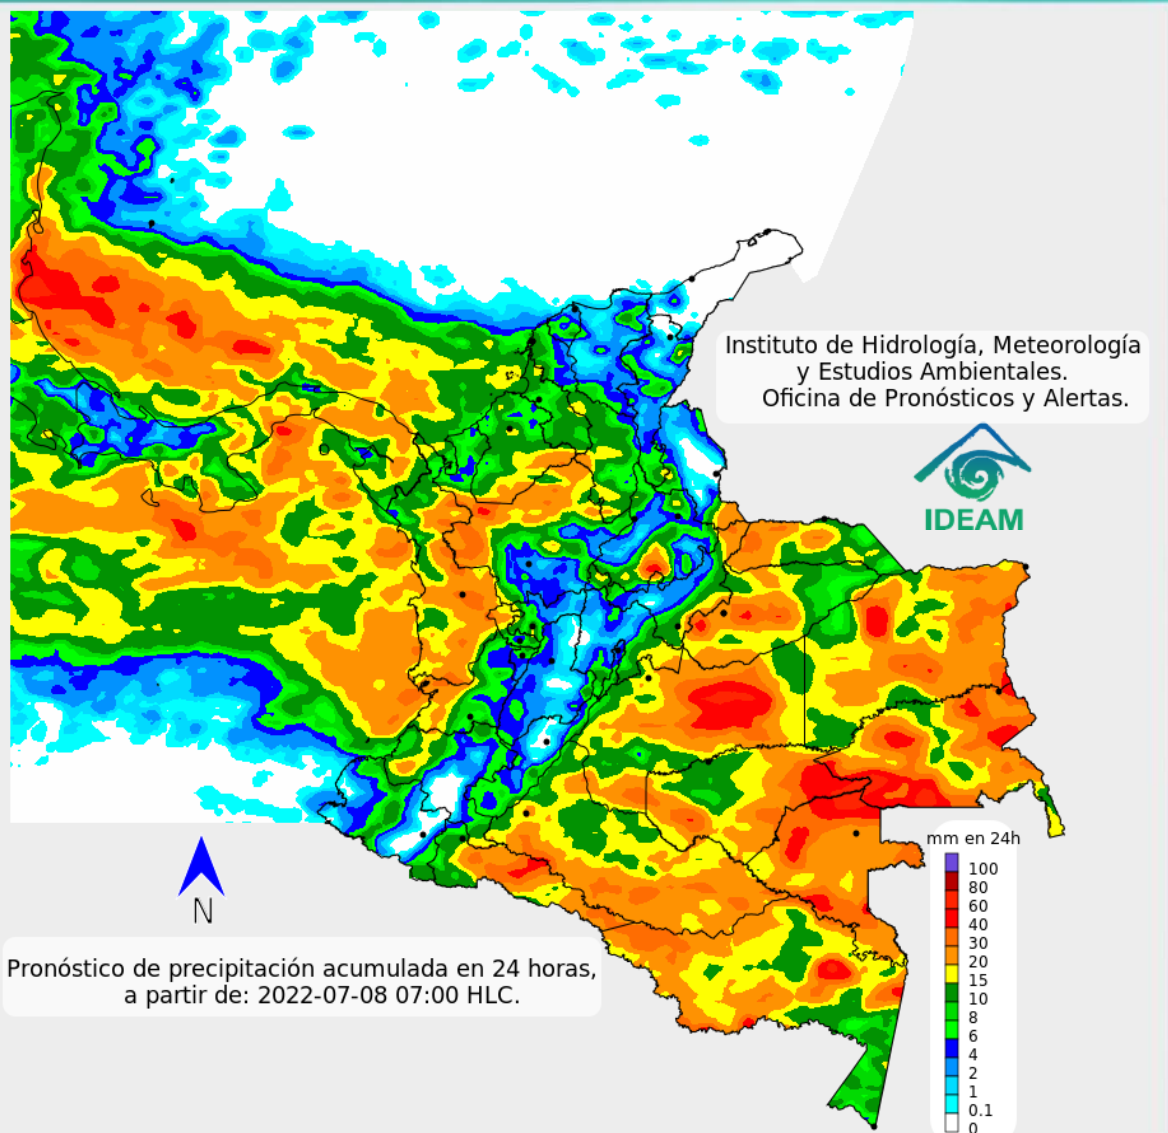 Instituto de Hidrología, Meteorología
y Estudios Ambientales.
Oficina de Pronósticos y Alertas.
IDEAM
mm en 24h
100
80
60
40
30
20
15
10
8
6
4
2
1
0.1
0
N
Pronóstico de precipitación acumulada en 24 horas,
a partir de: 2022-07-08 07:00 HLC.